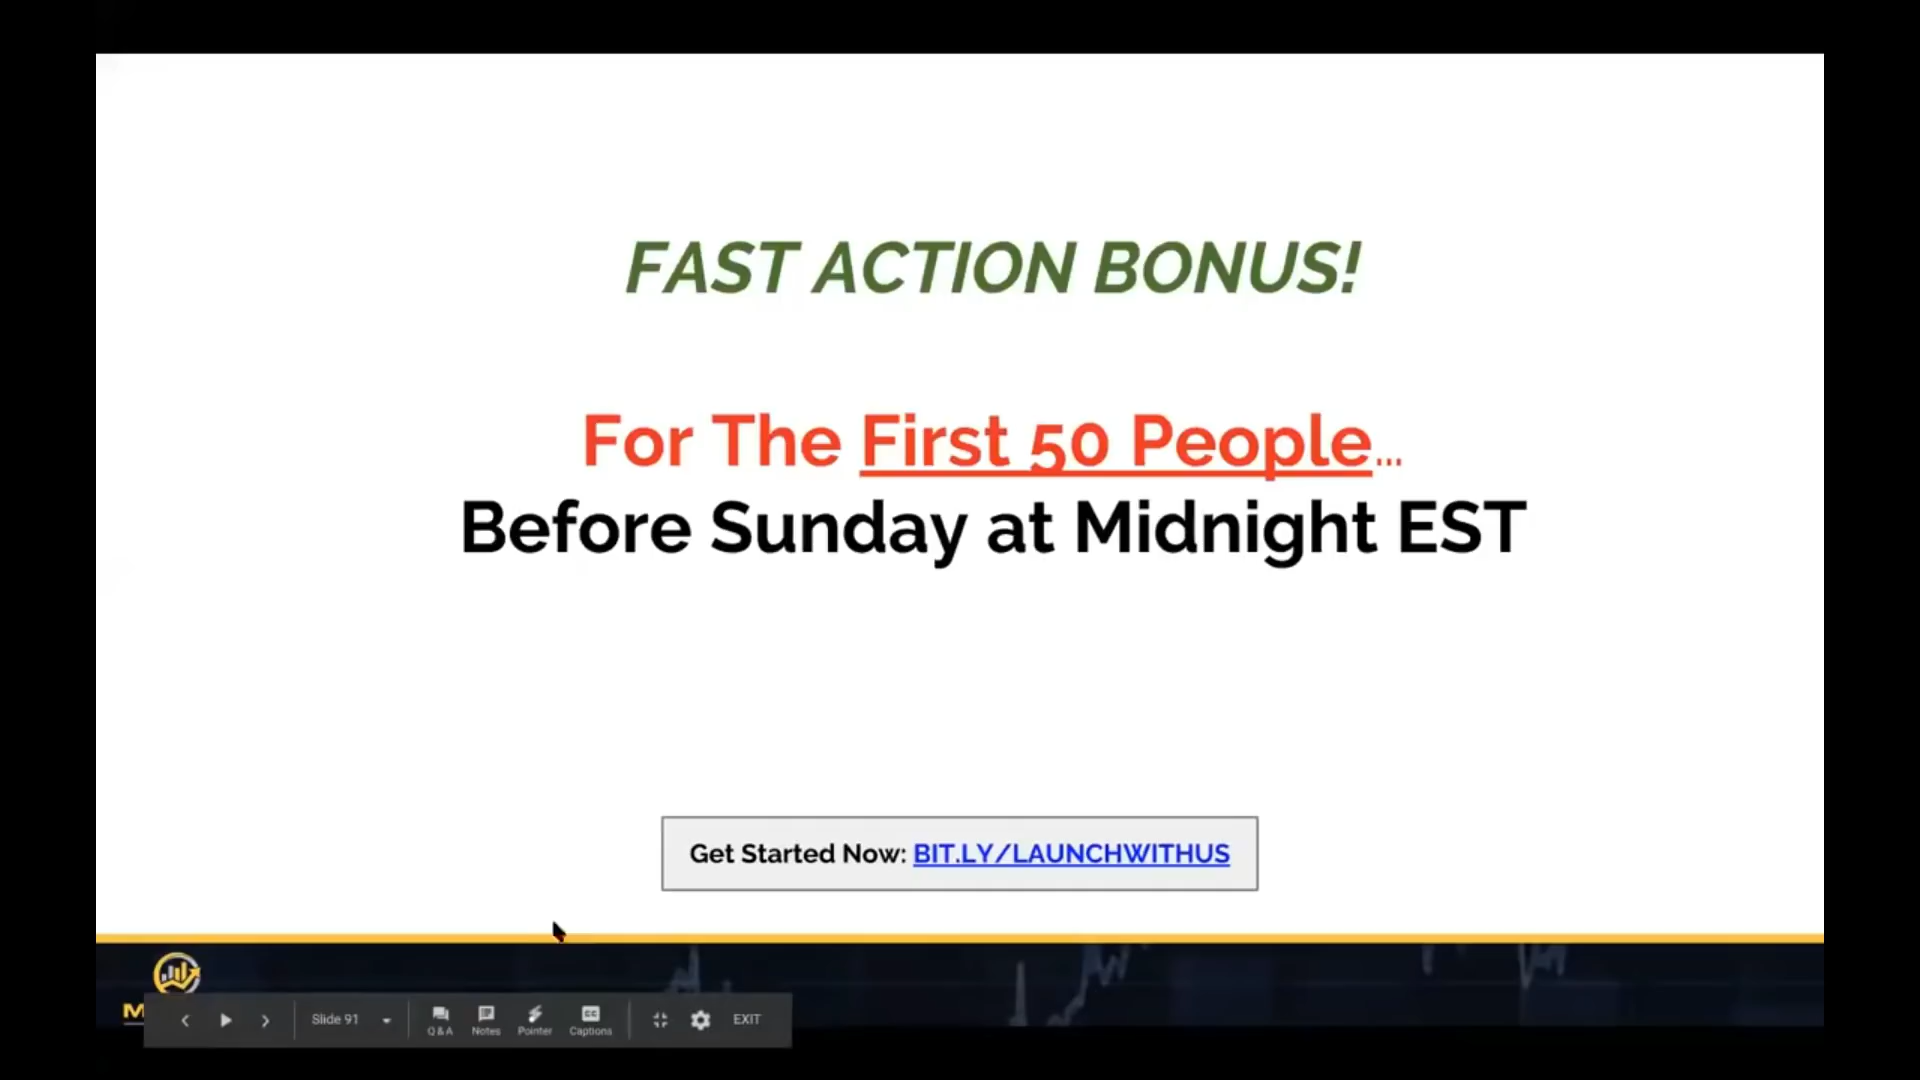 FAST ACTION BONUS!
For The First 50 People...
Before Sunday at Midnight EST
Get Started Now: BIT.LY/LAUNCHWITHUS
M
Slide 91
Q & A
Notes
Pointer
Captions
EXIT